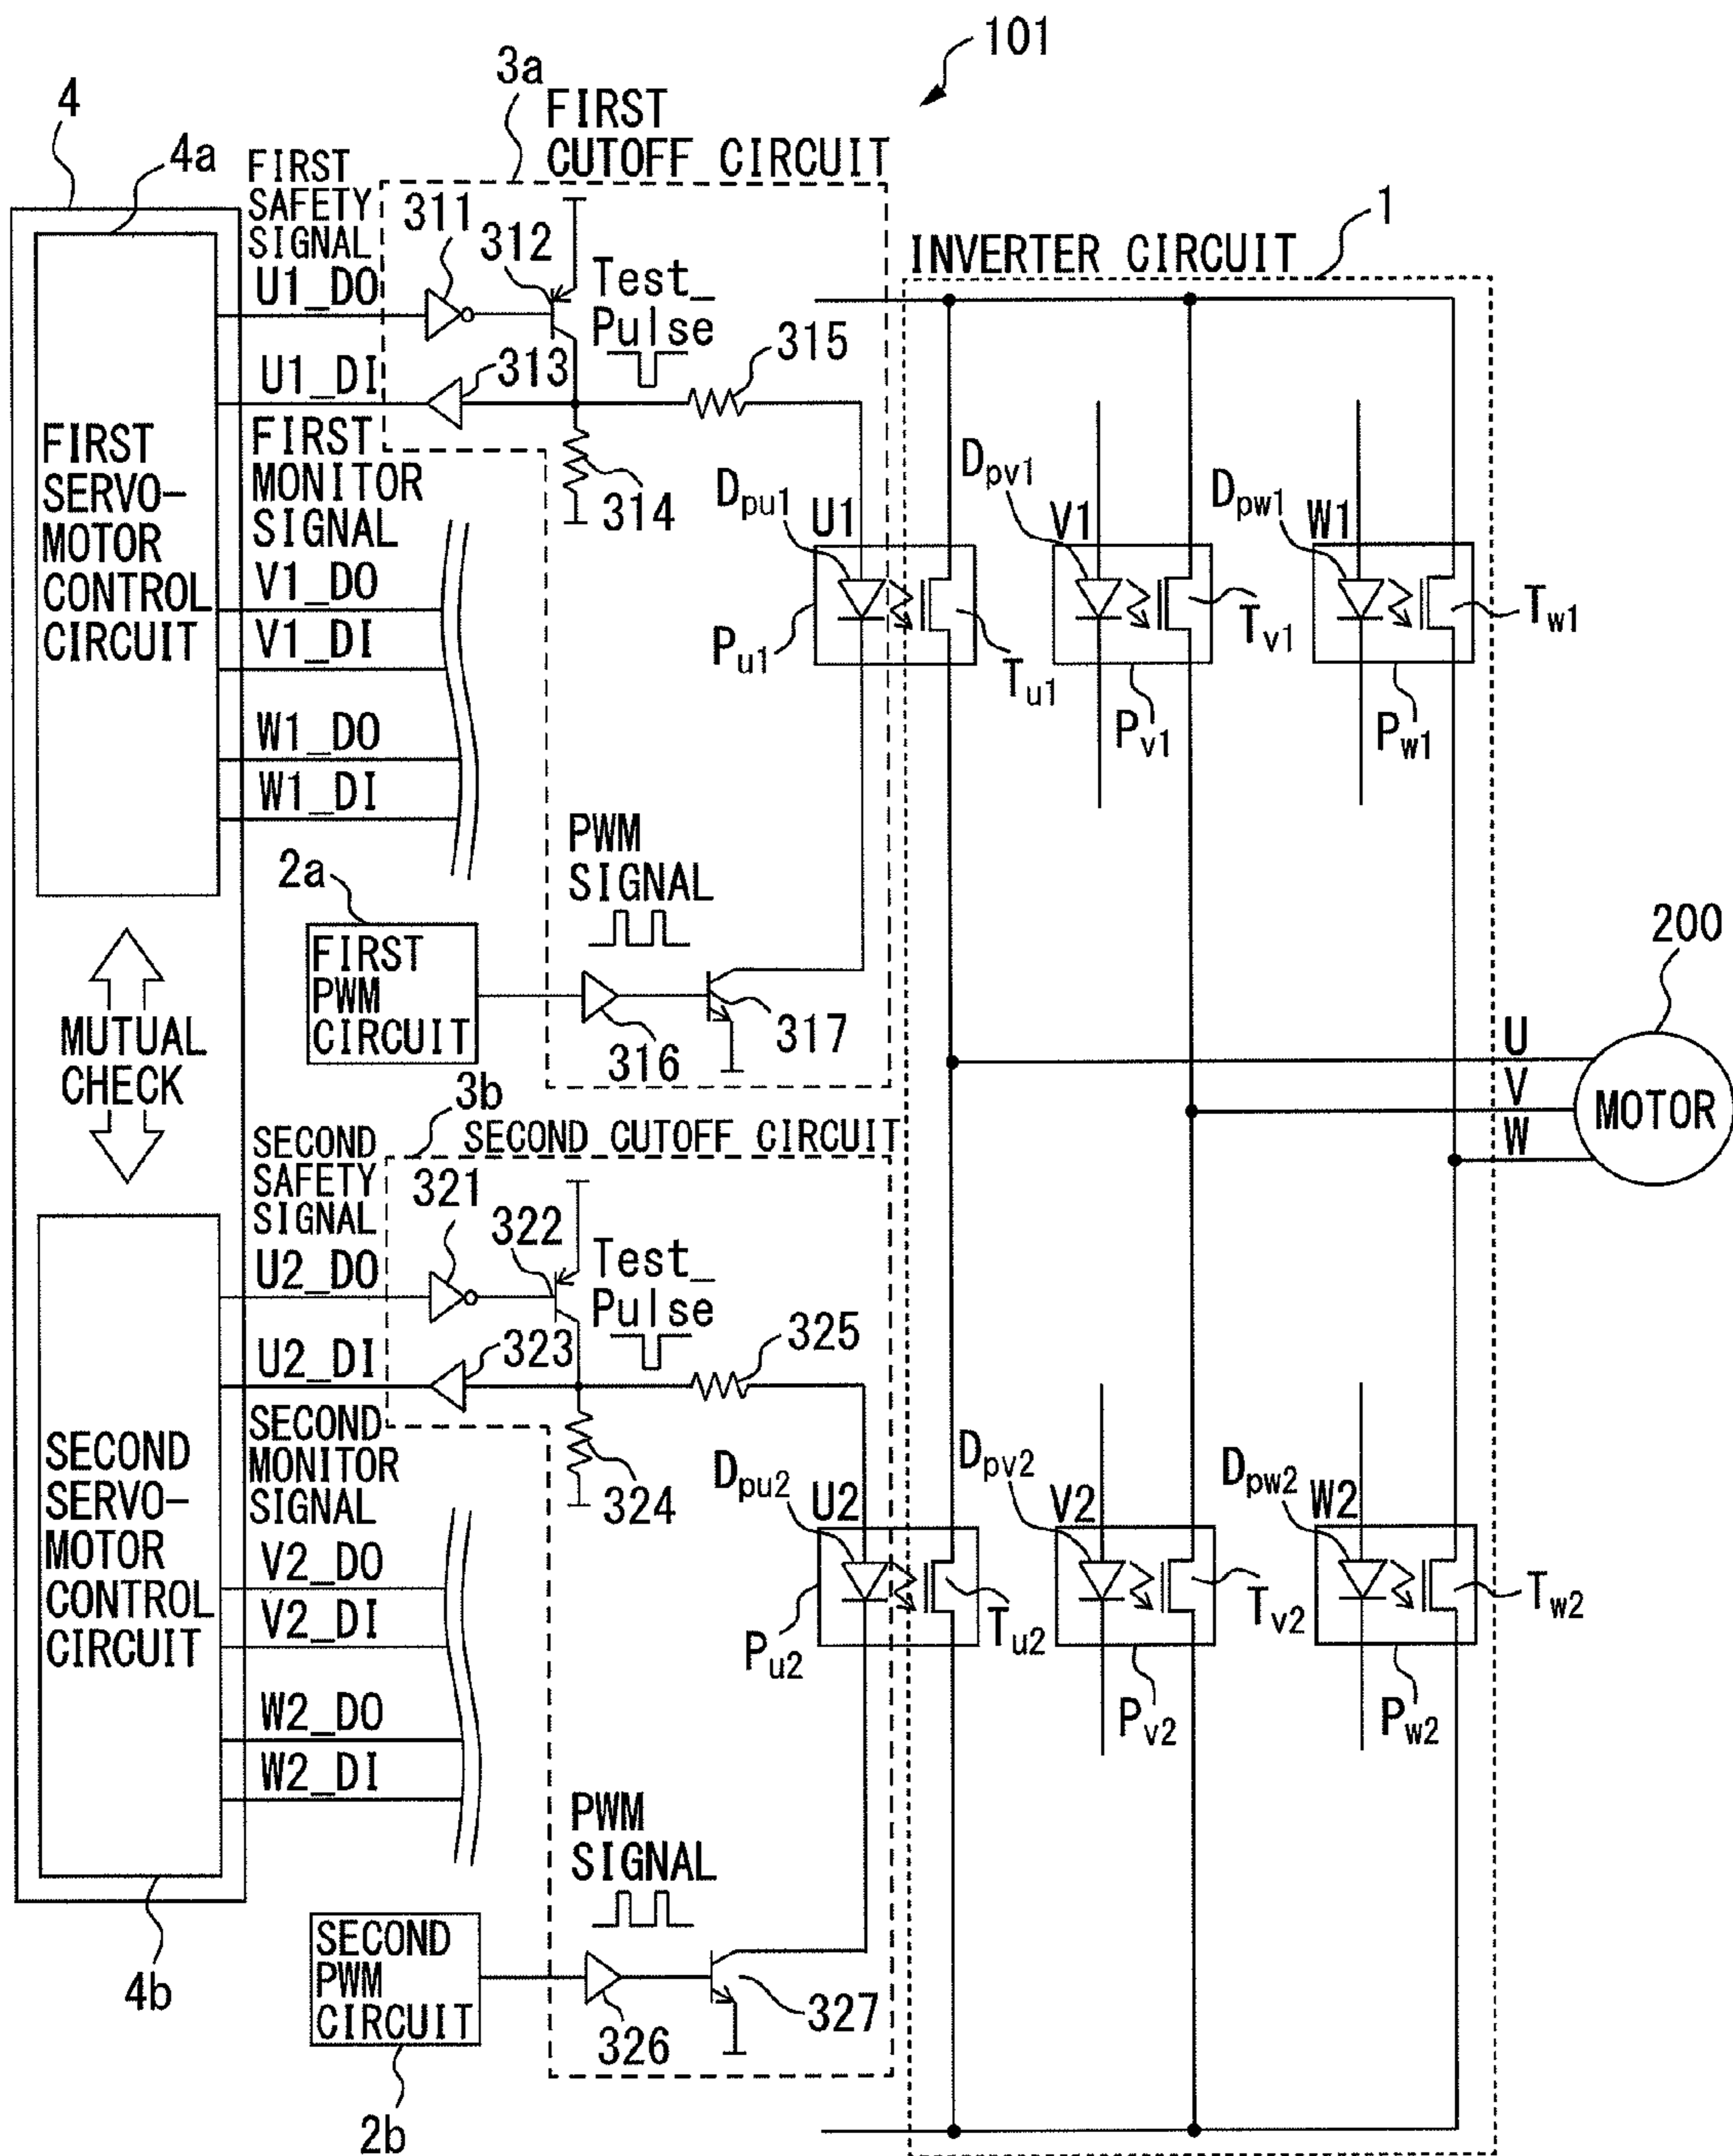 101
3a
FIRST
CUTOFF CIRCUIT
4
4a
FIRST
SAFETY
SIGNAL
311
312
U1_DO
Test_
Pulse
1
INVERTER CIRCUIT
315
U1_DI
313
FIRST
MONITOR
SIGNAL
314
FIRST
SERVO-
MOTOR
CONTROL
CIRCUIT
Dpu1
U1
Dpv1
V1
Dpw1
W1
V1_DO
V1_DI
Pu1
Tu1
Tv1
Tw1
Pv1
Pw1
W1_DO
W1_DI
PWM
SIGNAL
2a
FIRST
PWM
CIRCUIT
316
317
200
MUTUAL
CHECK
U
V
W
MOTOR
3b
SECOND CUTOFF CIRCUIT
SECOND
SAFETY
SIGNAL
321
322
U2_DO
Test_
Pulse
325
U2_DI
323
SECOND
MONITOR
SIGNAL
324
SECOND
SERVO-
MOTOR
CONTROL
CIRCUIT
Dpu2
U2
Dpv2
V2
Dpw2
W2
V2_DO
V2_DI
Pu2
Tu2
Tv2
Tw2
Pv2
Pw2
W2_DO
W2_DI
PWM
SIGNAL
4b
SECOND
PWM
CIRCUIT
326
327
2b